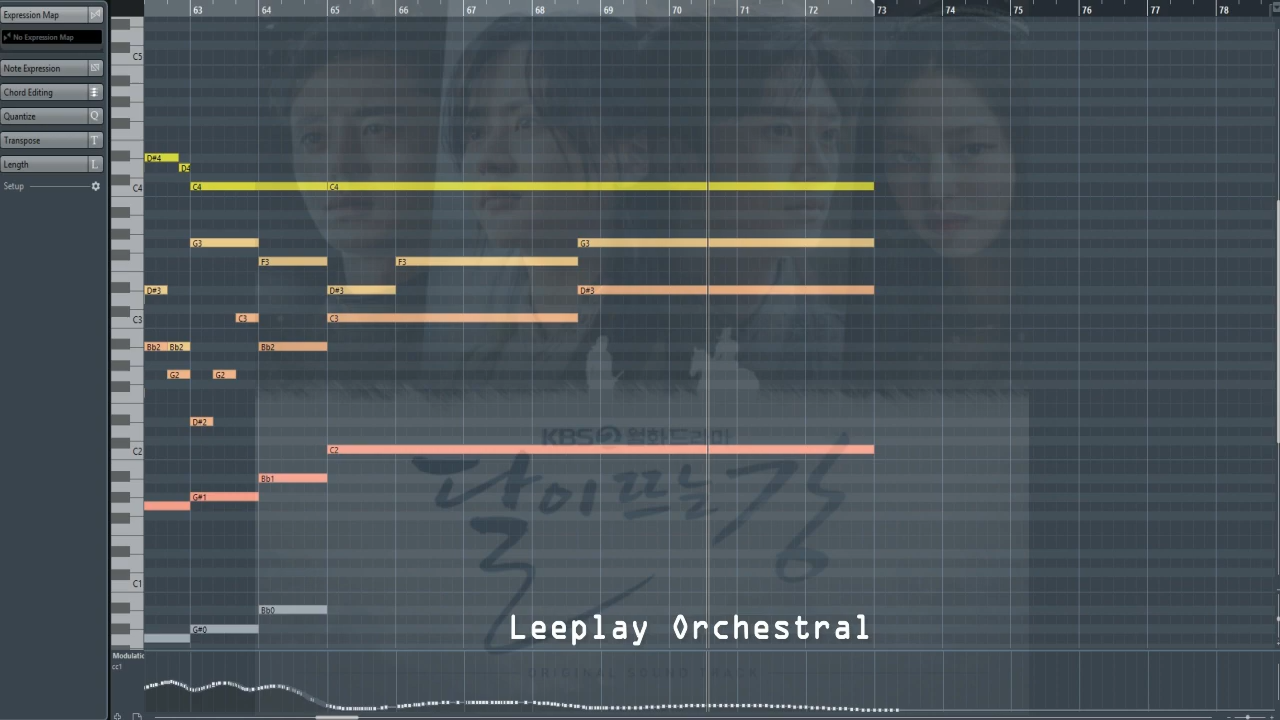 Expression Map
No Expression Map
Note Expression
Chord Editing
Quantize Q
Transpose T
Length L
Setup
63 64 65 66 67 68 69 70 71 72 73 74 75 76 77 78
C5
D#4
D4
C4 C4 C4
G3 G3
F3 F3
D#3 D#3 D#3
C3 C3 C3
Bb2 Bb2 Bb2
G2 G2
D#2
C2 C2
Bb1
G#1
C1
Bb0
G#0
KBS2 월화드라마
달이 뜨는 강
Leeplay Orchestral
ORIGINAL SOUND TRACK
Modulatic
cc1